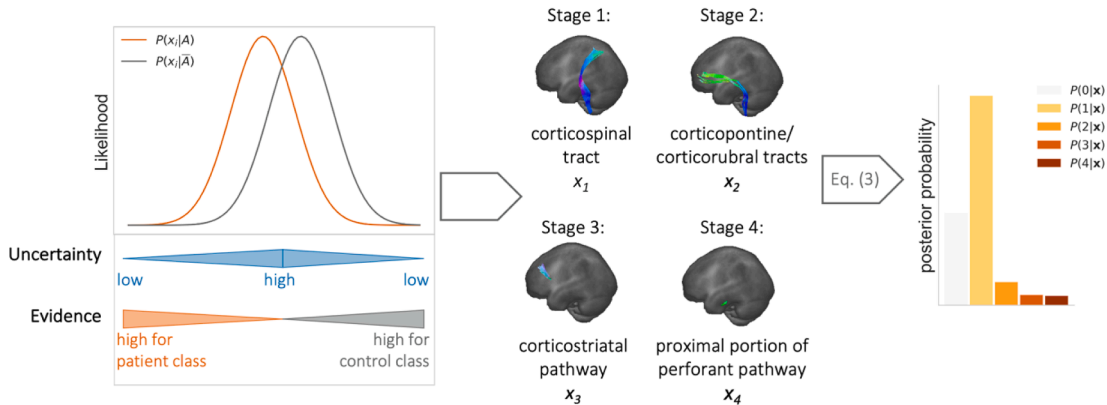 P(xᵢ|A)
P(xᵢ|A̅)
Likelihood
Uncertainty
low
high
low
Evidence
high for
patient class
high for
control class
Stage 1:
corticospinal
tract
x₁
Stage 2:
corticopontine/
corticorubral tracts
x₂
Stage 3:
corticostriatal
pathway
x₃
Stage 4:
proximal portion of
perforant pathway
x₄
Eq. (3)
posterior probability
P(0|x)
P(1|x)
P(2|x)
P(3|x)
P(4|x)